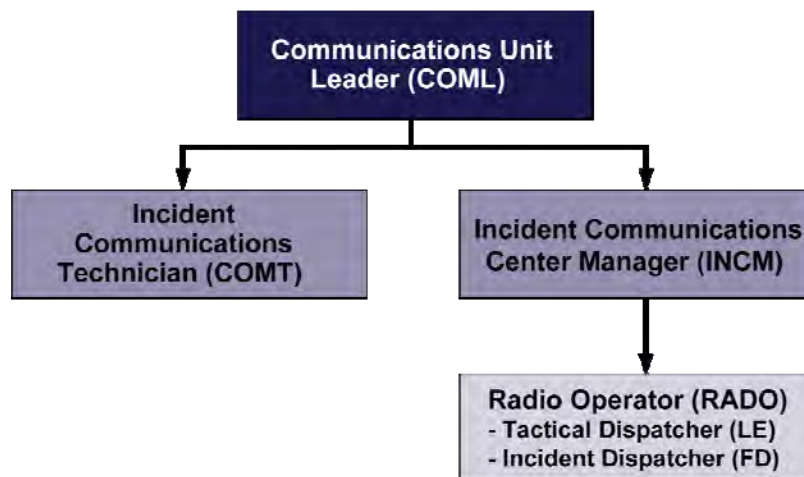 Communications Unit
Leader (COML)
Incident
Communications
Technician (COMT)
Incident Communications
Center Manager (INCM)
Radio Operator (RADO)
- Tactical Dispatcher (LE)
- Incident Dispatcher (FD)